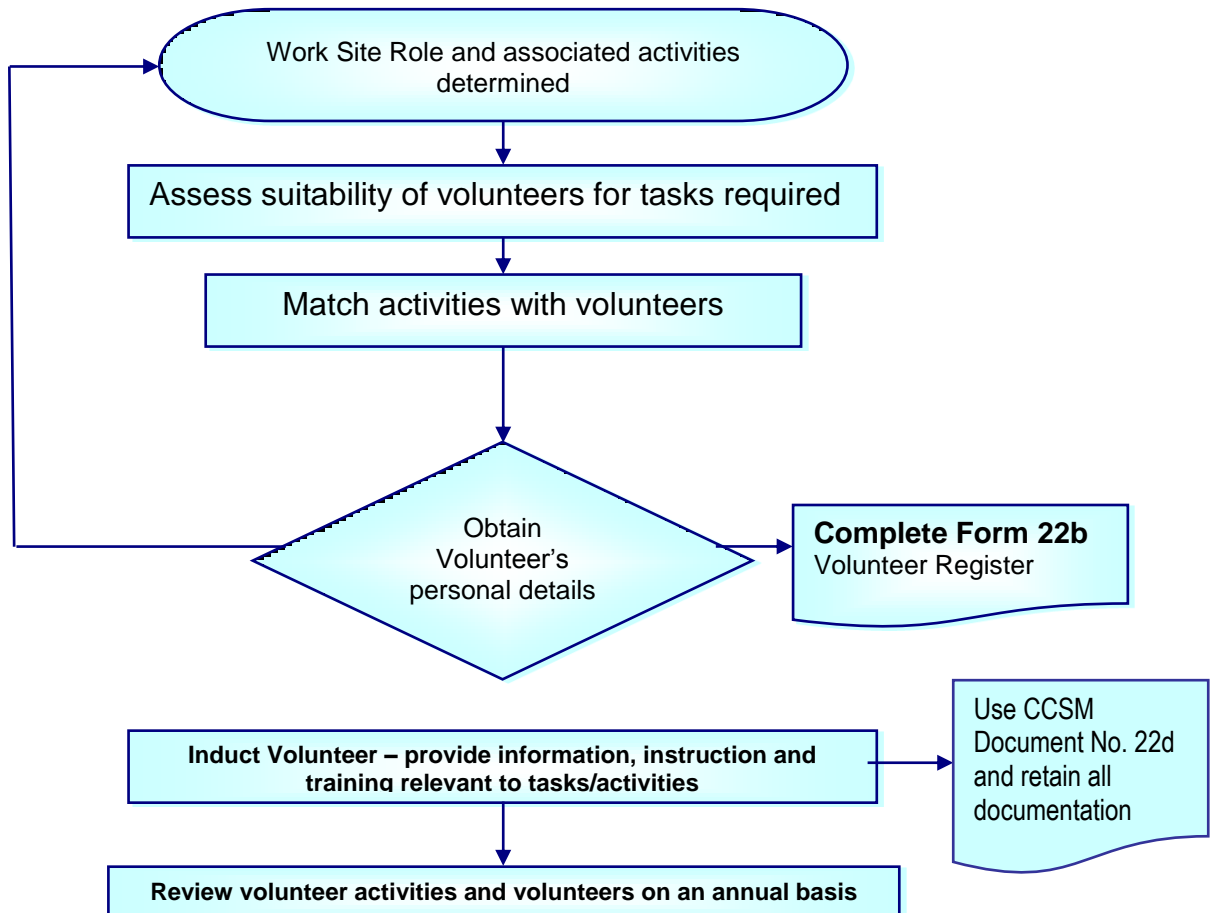 Work Site Role and associated activities
determined
Assess suitability of volunteers for tasks required
Match activities with volunteers
Obtain
Volunteer’s
personal details
Complete Form 22b
Volunteer Register
Induct Volunteer – provide information, instruction and
training relevant to tasks/activities
Use CCSM
Document No. 22d
and retain all
documentation
Review volunteer activities and volunteers on an annual basis